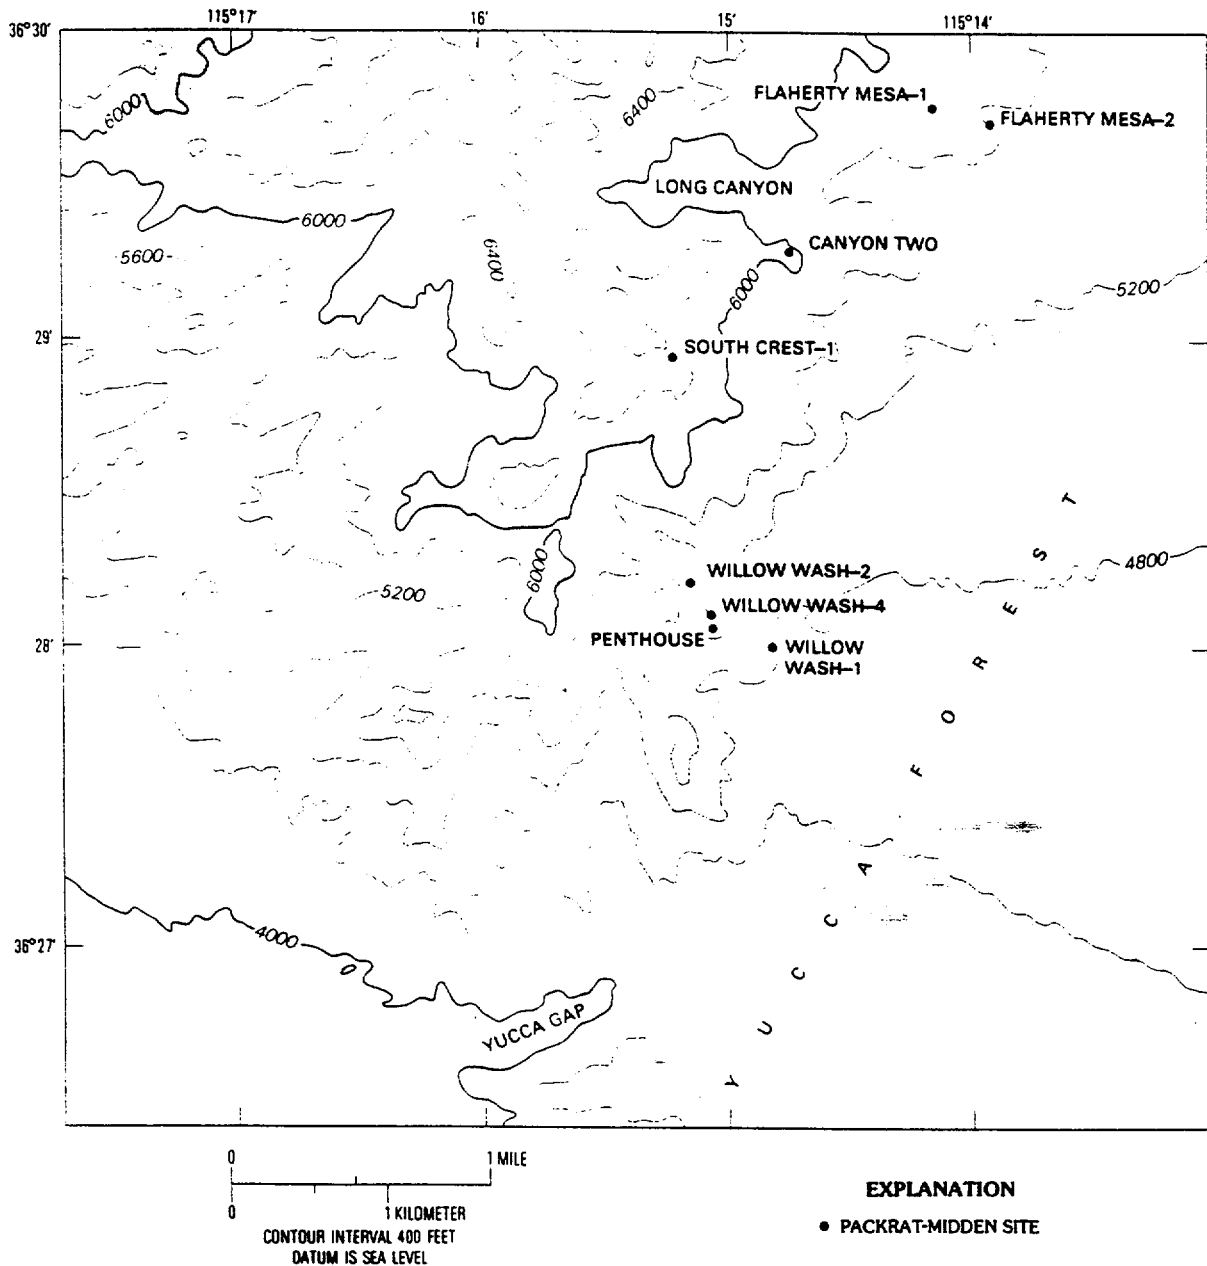 115°17' 16' 15' 115°14'
36°30'
6000
6400
FLAHERTY MESA–1
FLAHERTY MESA–2
LONG CANYON
6000
CANYON TWO
5600
6400
6000
5200
29'
SOUTH CREST–1
WILLOW WASH–2
4800
6000
5200
WILLOW WASH–4
PENTHOUSE
28'
WILLOW
WASH–1
YUCCA FOREST
36°27'
4000
YUCCA GAP
0 1 MILE
0 1 KILOMETER
CONTOUR INTERVAL 400 FEET
DATUM IS SEA LEVEL
EXPLANATION
● PACKRAT-MIDDEN SITE